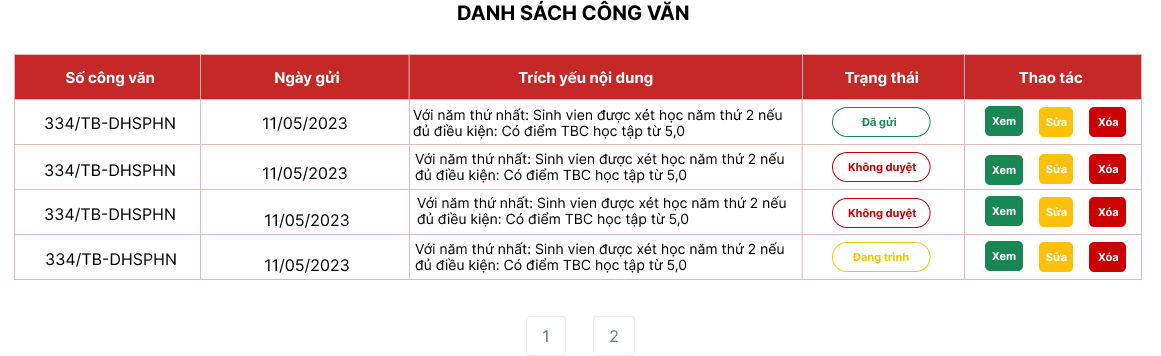 DANH SÁCH CÔNG VĂN
Số công văn Ngày gửi Trích yếu nội dung Trạng thái Thao tác
334/TB-DHSPHN 11/05/2023 Với năm thứ nhất: Sinh vien được xét học năm thứ 2 nếu
đủ điều kiện: Có điểm TBC học tập từ 5,0 Đã gửi Xem Sửa Xóa
334/TB-DHSPHN 11/05/2023 Với năm thứ nhất: Sinh vien được xét học năm thứ 2 nếu
đủ điều kiện: Có điểm TBC học tập từ 5,0 Không duyệt Xem Sửa Xóa
334/TB-DHSPHN 11/05/2023 Với năm thứ nhất: Sinh vien được xét học năm thứ 2 nếu
đủ điều kiện: Có điểm TBC học tập từ 5,0 Không duyệt Xem Sửa Xóa
334/TB-DHSPHN 11/05/2023 Với năm thứ nhất: Sinh vien được xét học năm thứ 2 nếu
đủ điều kiện: Có điểm TBC học tập từ 5,0 Đang trình Xem Sửa Xóa
1 2